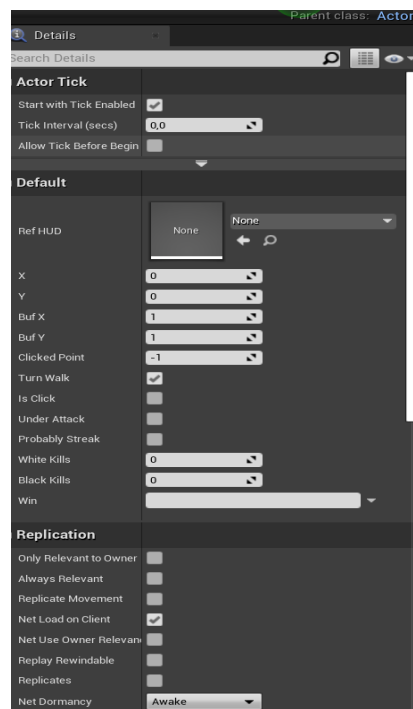 Parent class: Actor
Details
Search Details
Actor Tick
Start with Tick Enabled
Tick Interval (secs) 0,0
Allow Tick Before Begin
Default
Ref HUD None None
X 0
Y 0
Buf X 1
Buf Y 1
Clicked Point -1
Turn Walk
Is Click
Under Attack
Probably Streak
White Kills 0
Black Kills 0
Win
Replication
Only Relevant to Owner
Always Relevant
Replicate Movement
Net Load on Client
Net Use Owner Relevan
Replay Rewindable
Replicates
Net Dormancy Awake